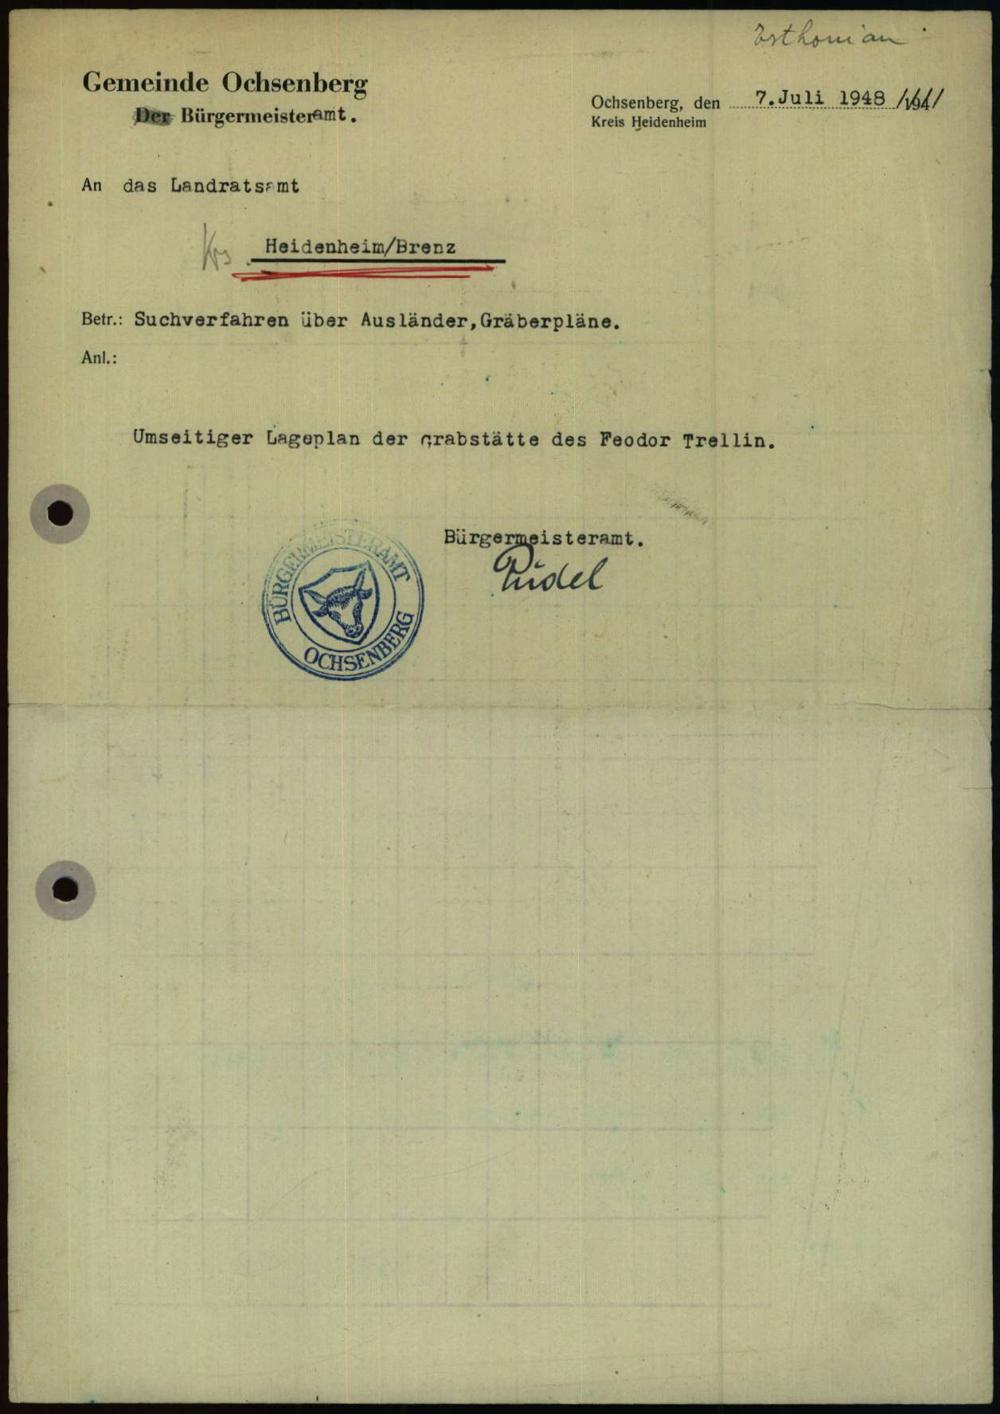 Esthonian
Gemeinde Ochsenberg
Der Bürgermeisteramt.
Ochsenberg, den 7. Juli 1948
Kreis Heidenheim
An das Landratsamt
Heidenheim/Brenz
Betr.: Suchverfahren über Ausländer,Gräberpläne.
Anl.:
Umseitiger Lageplan der Grabstätte des Feodor Trellin.
Bürgermeisteramt.
BÜRGERMEISTERAMT
OCHSENBERG